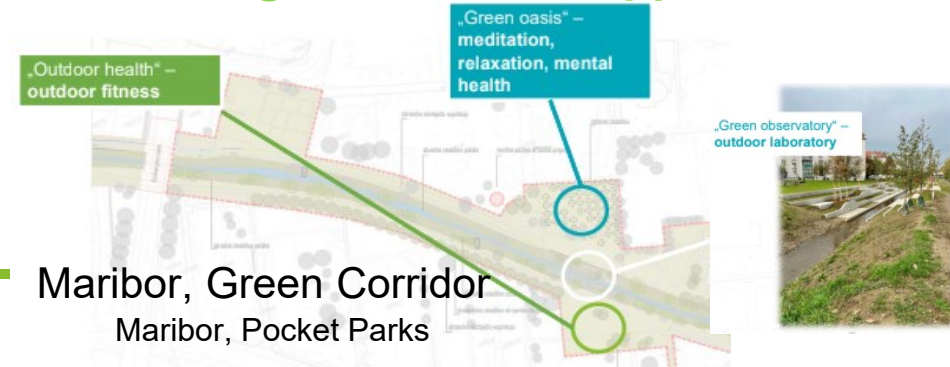 „Green oasis“ –
meditation,
relaxation, mental
health
„Outdoor health“ –
outdoor fitness
„Green observatory“ –
outdoor laboratory
Maribor, Green Corridor
Maribor, Pocket Parks